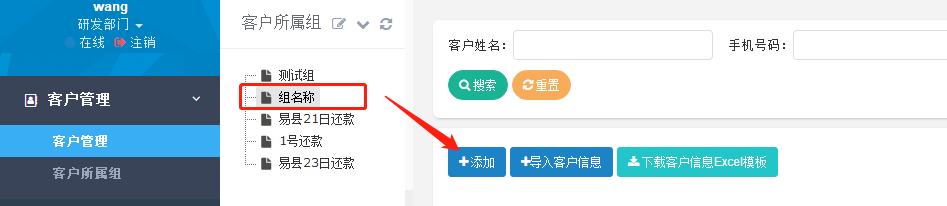 wang
研发部门
在线 注销
客户管理
客户管理
客户所属组
客户所属组
测试组
组名称
易县21日还款
1号还款
易县23日还款
客户姓名： 手机号码：
搜索 重置
添加 导入客户信息 下载客户信息Excel模板